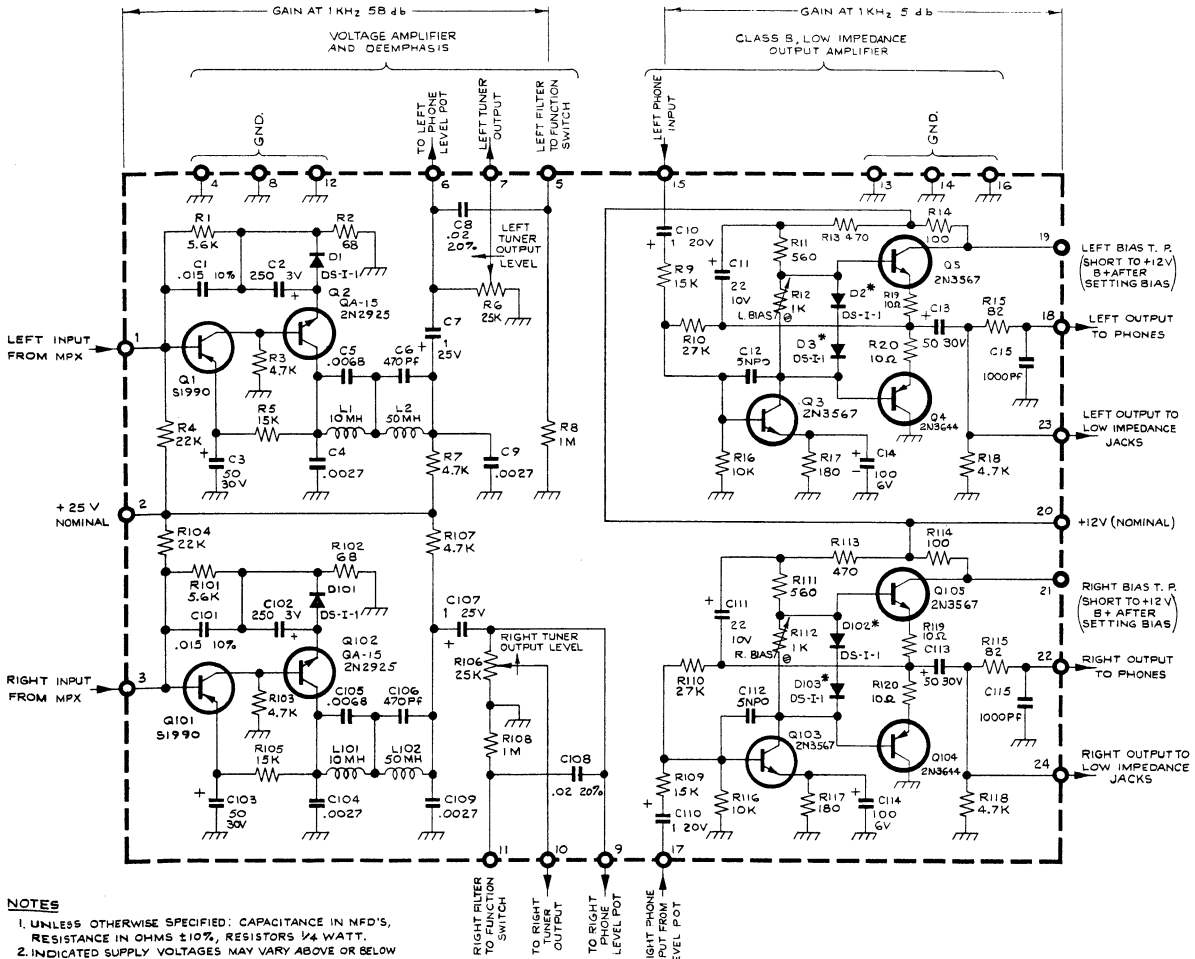 GAIN AT 1KHz 58 db
GAIN AT 1KHz 5 db
VOLTAGE AMPLIFIER
AND DEEMPHASIS
CLASS B, LOW IMPEDANCE
OUTPUT AMPLIFIER
GND.
TO LEFT
PHONE
LEVEL POT
LEFT TUNER
OUTPUT
LEFT FILTER
TO FUNCTION
SWITCH
LEFT PHONE
INPUT
GND.
4
8
12
6
7
5
15
13
14
16
R1
5.6K
R2
68
C1
.015 10%
C2
250 3V
+
D1
DS-I-1
Q2
QA-15
2N2925
C8
.02
20%
LEFT
TUNER
OUTPUT
LEVEL
R6
25K
C7
+
1
25V
LEFT INPUT
FROM MPX
1
Q1
S1990
R3
4.7K
C5
.0068
C6
470Pf
R5
15K
L1
10MH
L2
50MH
R4
22K
+
C3
50
30V
C4
.0027
R7
4.7K
C9
.0027
R8
1M
C10
+
1 20V
R9
15K
C11
+
22
10V
R11
560
R13 470
R14
100
Q5
2N3567
R12
1K
L. BIAS
D2*
DS-I-1
D3*
DS-I-1
R19
10Ω
R20
10Ω
C13
+
50 30V
R15
82
C15
1000Pf
R10
27K
C12
5NPO
Q3
2N3567
Q4
2N3644
R16
10K
R17
180
+
C14
100
6V
R18
4.7K
19
LEFT BIAS T. P.
(SHORT TO +12V)
B+ AFTER
SETTING BIAS
18
LEFT OUTPUT
TO PHONES
23
LEFT OUTPUT TO
LOW IMPEDANCE
JACKS
+25 V
NOMINAL
2
20
+12V (NOMINAL)
R104
22K
R101
5.6K
R102
68
D101
DS-I-1
C101
.015 10%
C102
250 3V
+
Q102
QA-15
2N2925
R107
4.7K
C107
1 25V
+
RIGHT TUNER
OUTPUT LEVEL
R106
25K
RIGHT INPUT
FROM MPX
3
Q101
S1990
R103
4.7K
C105
.0068
C106
470Pf
R105
15K
L101
10MH
L102
50MH
R108
1M
C108
.02 20%
+
C103
50
30V
C104
.0027
C109
.0027
R113
470
R114
100
R111
560
C111
+
22
10V
Q105
2N3567
R112
1K
R. BIAS
D102*
DS-I-1
D103*
DS-I-1
R119
10Ω
C113
+
50 30V
R120
10Ω
R115
82
C115
1000Pf
R110
27K
C112
5NPO
Q103
2N3567
Q104
2N3644
R109
15K
+
C110
1 20V
R116
10K
R117
180
+
C114
100
6V
R118
4.7K
21
RIGHT BIAS T. P.
(SHORT TO +12V)
B+ AFTER
SETTING BIAS
22
RIGHT OUTPUT
TO PHONES
24
RIGHT OUTPUT TO
LOW IMPEDANCE
JACKS
11
10
9
17
RIGHT FILTER
TO FUNCTION
SWITCH
TO RIGHT
TUNER
OUTPUT
TO RIGHT
PHONE
LEVEL POT
RIGHT PHONE
PUT FROM
EVEL POT
NOTES
1. UNLESS OTHERWISE SPECIFIED: CAPACITANCE IN MFD'S,
RESISTANCE IN OHMS ±10%, RESISTORS 1/4 WATT.
2. INDICATED SUPPLY VOLTAGES MAY VARY ABOVE OR BELOW